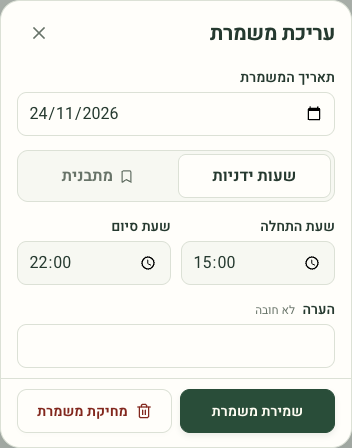 עריכת משמרת
תאריך המשמרת
24/11/2026
שעות ידניות
מתבנית
שעת התחלה
שעת סיום
15:00
22:00
הערה לא חובה
שמירת משמרת
מחיקת משמרת